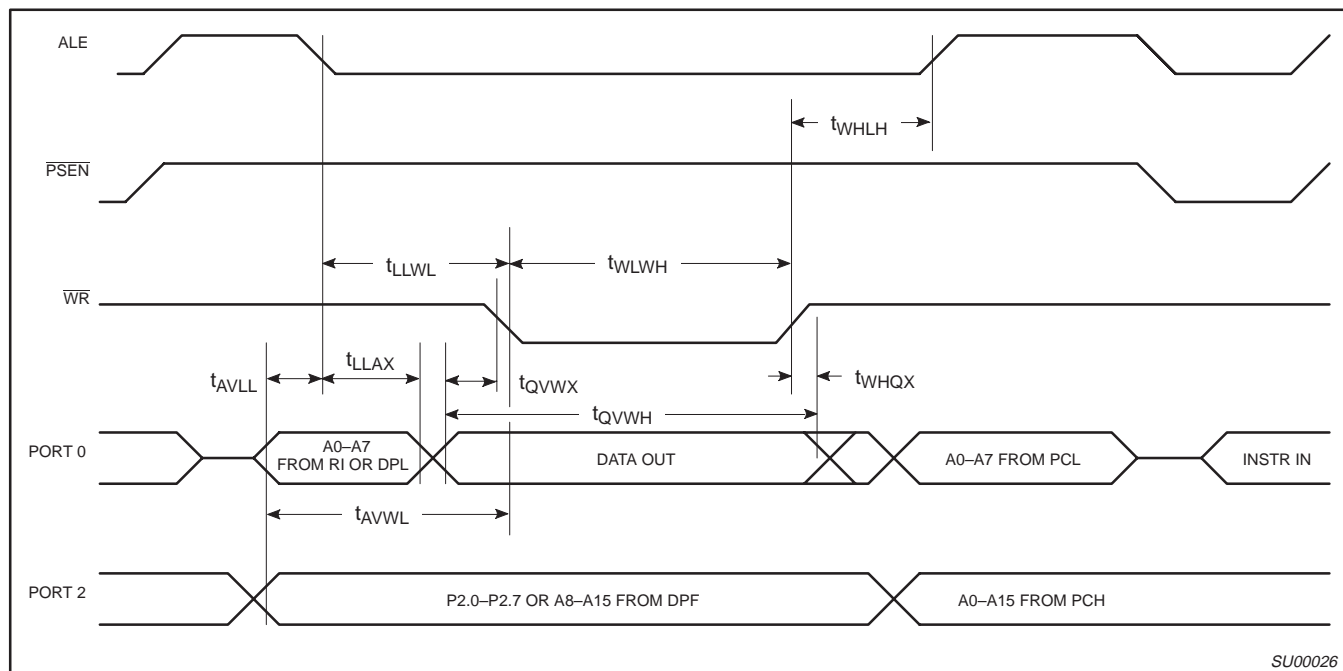 ALE
tWHLH
PSEN
tLLWL
tWLWH
WR
tAVLL
tLLAX
tQVWX
tWHQX
tQVWH
PORT 0
A0–A7
FROM RI OR DPL
DATA OUT
A0–A7 FROM PCL
INSTR IN
tAVWL
PORT 2
P2.0–P2.7 OR A8–A15 FROM DPF
A0–A15 FROM PCH
SU00026